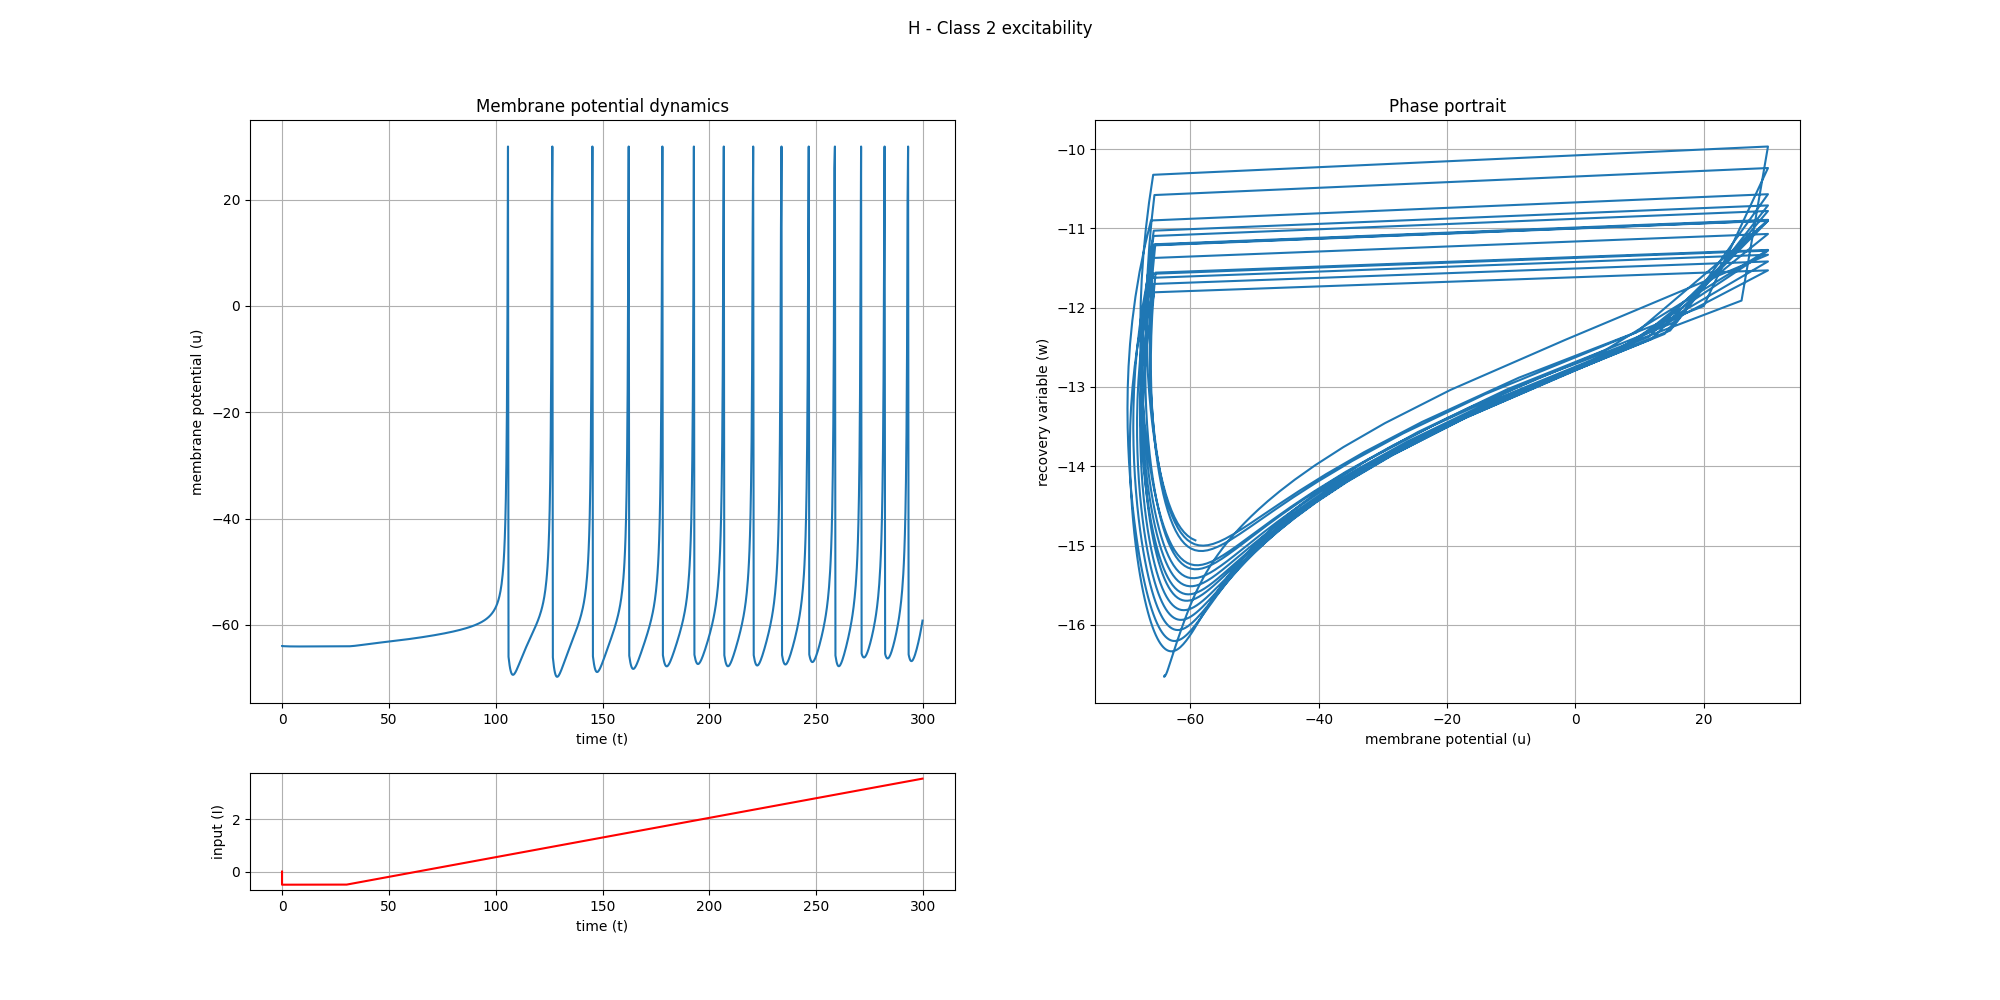 H - Class 2 excitability
Membrane potential dynamics
membrane potential (u)
20
0
−20
−40
−60
0 50 100 150 200 250 300
time (t)
Phase portrait
recovery variable (w)
−10
−11
−12
−13
−14
−15
−16
−60 −40 −20 0 20
membrane potential (u)
input (I)
2
0
0 50 100 150 200 250 300
time (t)